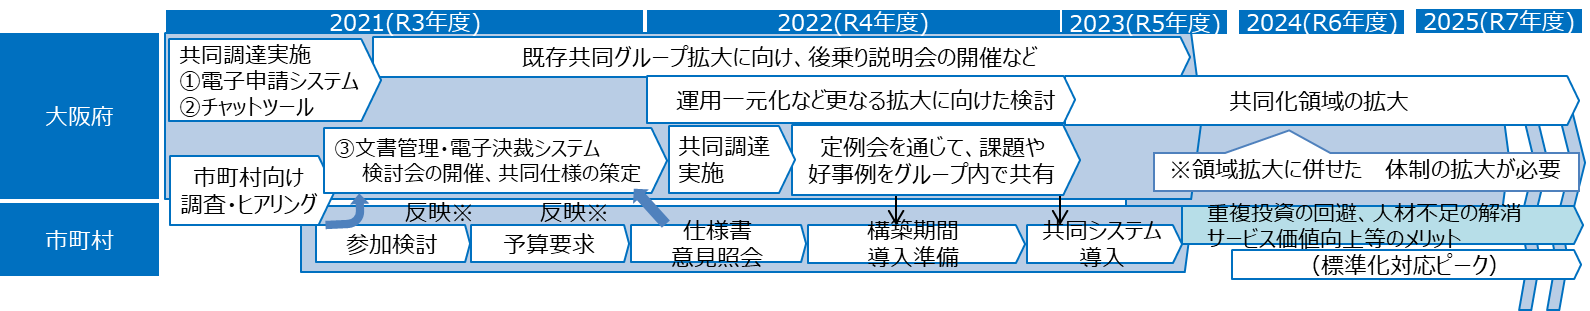 2021(R3年度)
2022(R4年度)
2023(R5年度)
2024(R6年度)
2025(R7年度)
大阪府
共同調達実施
①電子申請システム
②チャットツール
既存共同グループ拡大に向け、後乗り説明会の開催など
運用一元化など更なる拡大に向けた検討
共同化領域の拡大
市町村向け
調査・ヒアリング
③文書管理・電子決裁システム
検討会の開催、共同仕様の策定
共同調達
実施
定例会を通じて、課題や
好事例をグループ内で共有
※領域拡大に併せた　体制の拡大が必要
市町村
反映※
反映※
参加検討
予算要求
仕様書
意見照会
構築期間
導入準備
共同システム
導入
重複投資の回避、人材不足の解消
サービス価値向上等のメリット
（標準化対応ピーク）